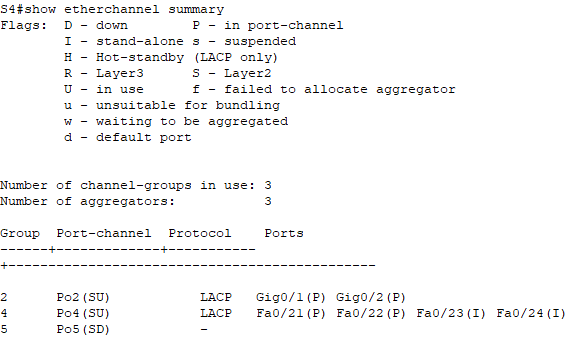 S4#show etherchannel summary
Flags:  D - down        P - in port-channel
        I - stand-alone s - suspended
        H - Hot-standby (LACP only)
        R - Layer3      S - Layer2
        U - in use      f - failed to allocate aggregator
        u - unsuitable for bundling
        w - waiting to be aggregated
        d - default port
Number of channel-groups in use: 3
Number of aggregators:           3
Group  Port-channel  Protocol    Ports
------+-------------+-----------
+----------------------------------------------
2      Po2(SU)           LACP   Gig0/1(P) Gig0/2(P)
4      Po4(SU)           LACP   Fa0/21(P) Fa0/22(P) Fa0/23(I) Fa0/24(I)
5      Po5(SD)           -